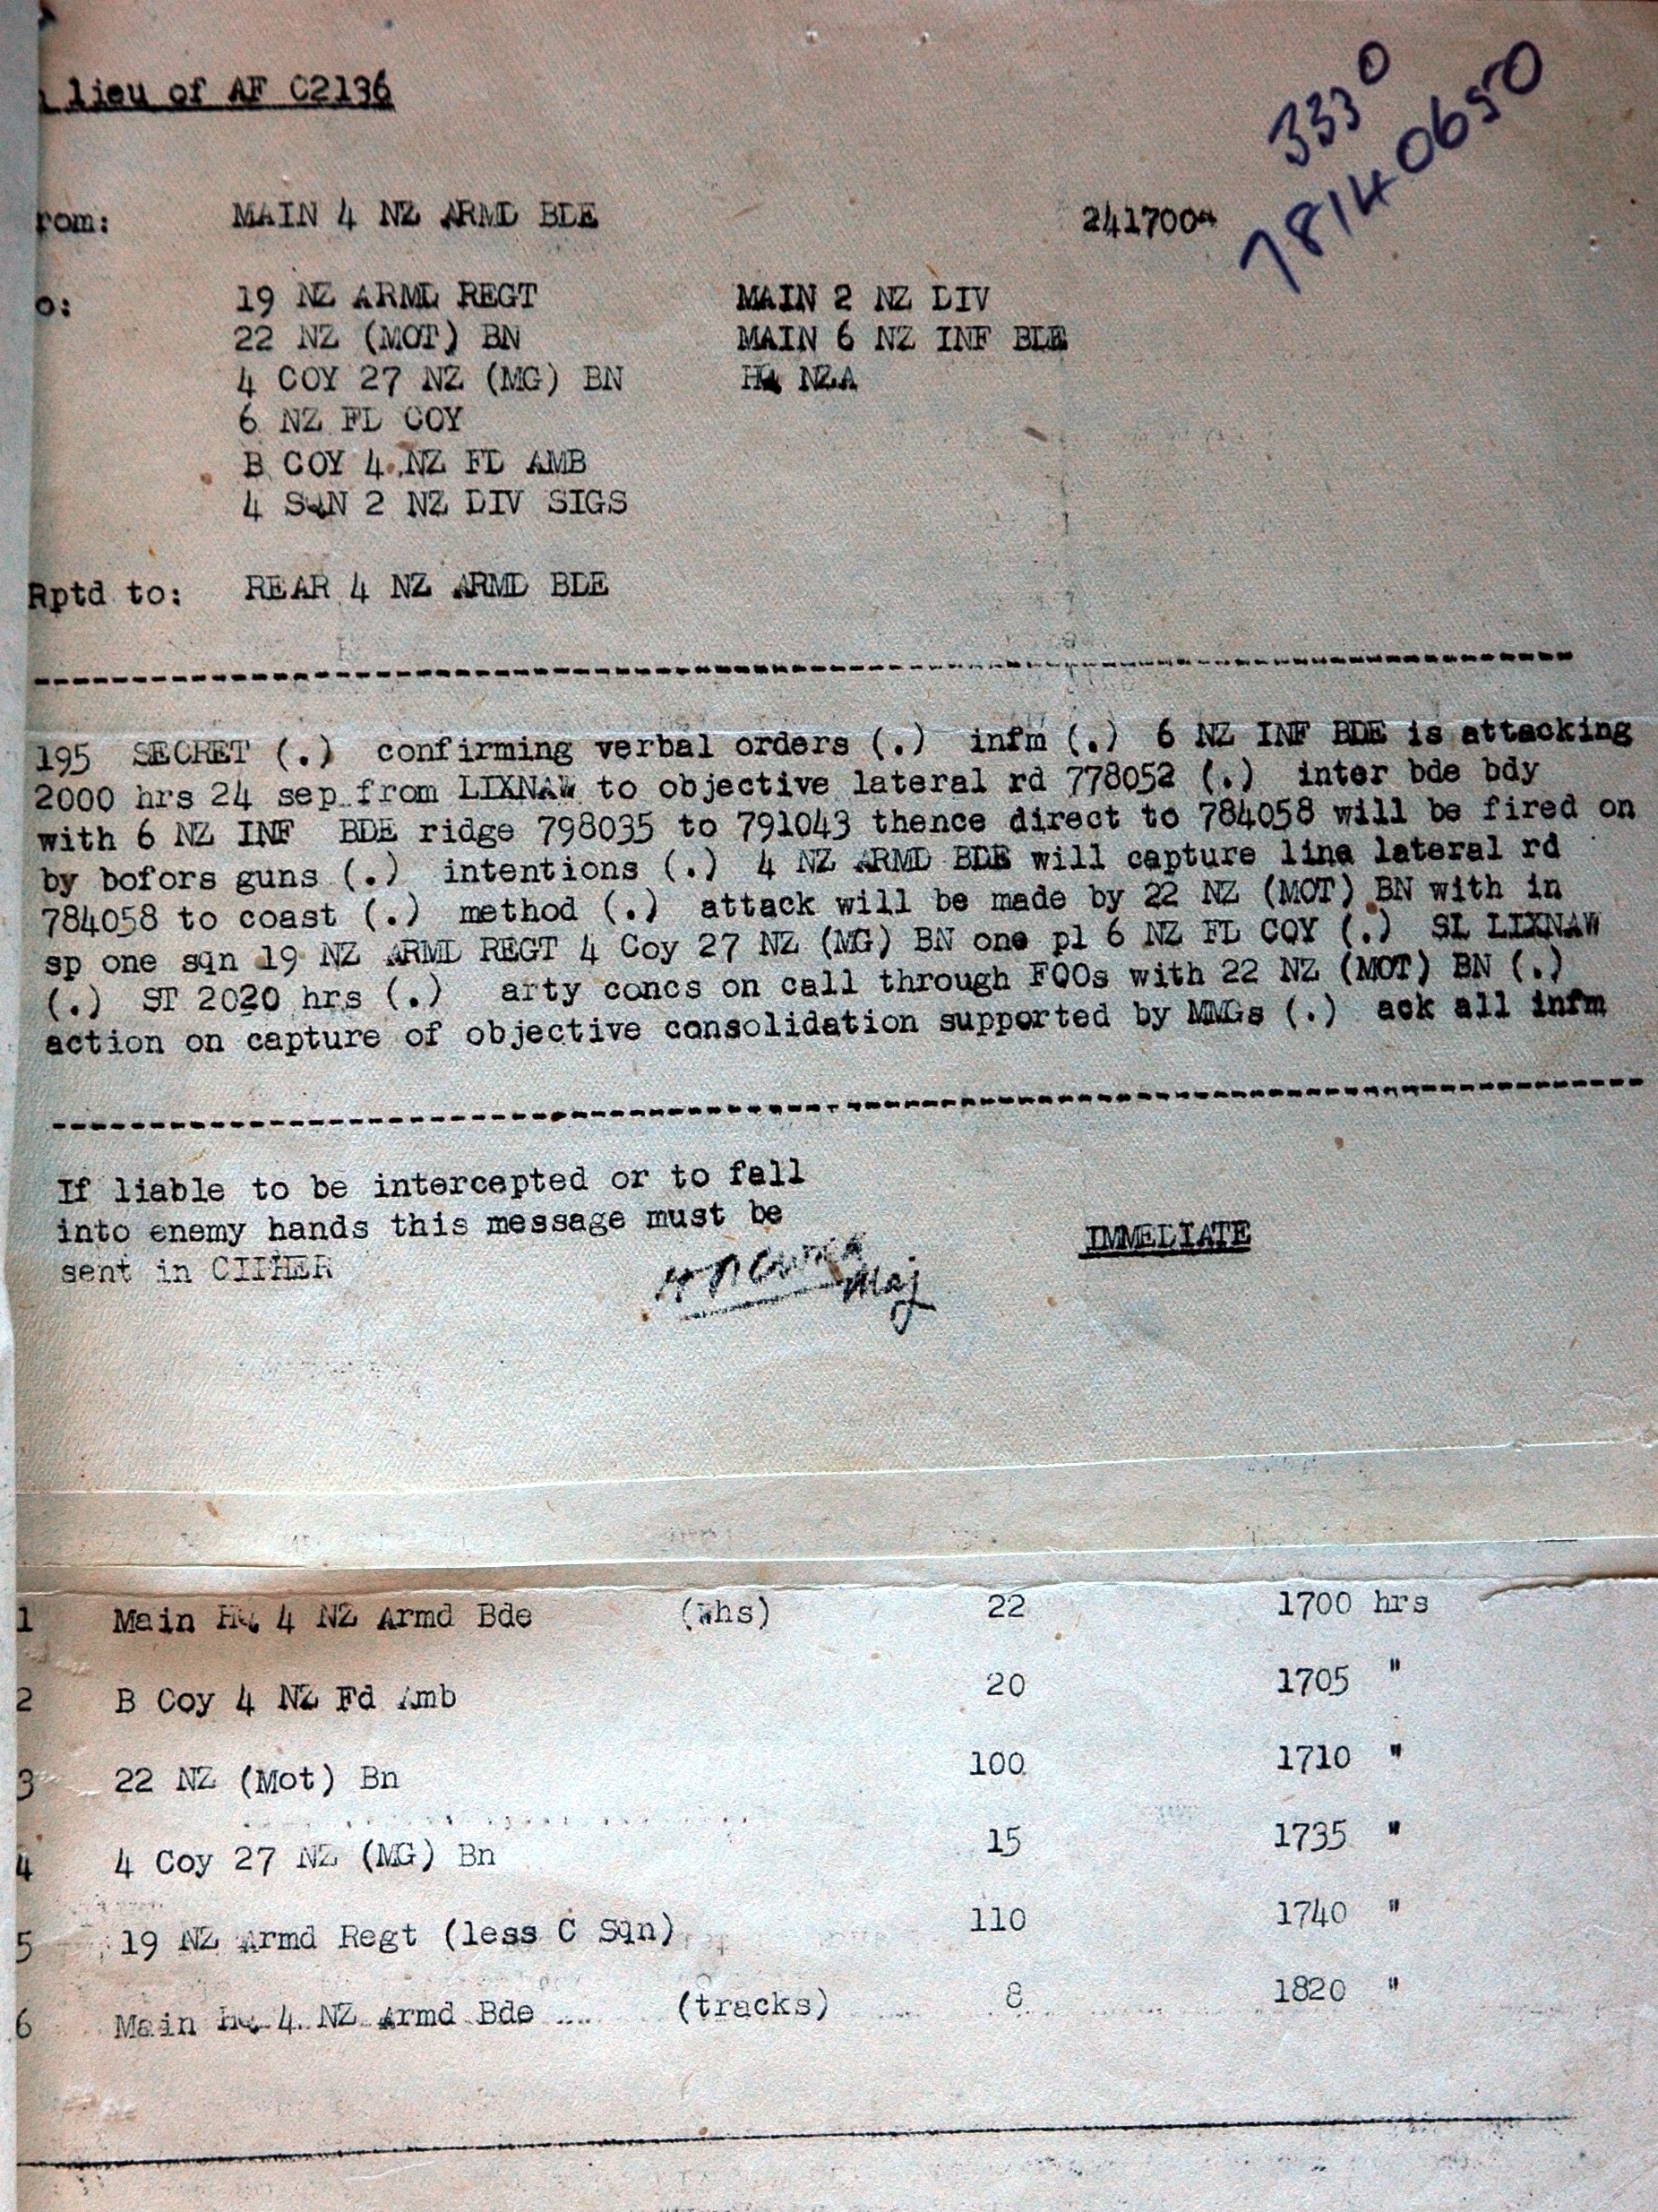 lieu of AF C2136
333°
78140650
rom: MAIN 4 NZ ARMD BDE 241700A
o: 19 NZ ARMD REGT MAIN 2 NZ DIV
22 NZ (MOT) BN MAIN 6 NZ INF BDE
4 COY 27 NZ (MG) BN HQ NZA
6 NZ FD COY
B COY 4 NZ FD AMB
4 SQN 2 NZ DIV SIGS
Rptd to: REAR 4 NZ ARMD BDE
195 SECRET (.) confirming verbal orders (.) infm (.) 6 NZ INF BDE is attacking
2000 hrs 24 sep from LIXNAW to objective lateral rd 778052 (.) inter bde bdy
with 6 NZ INF BDE ridge 798035 to 791043 thence direct to 784058 will be fired on
by bofors guns (.) intentions (.) 4 NZ ARMD BDE will capture line lateral rd
784058 to coast (.) method (.) attack will be made by 22 NZ (MOT) BN with in
sp one sqn 19 NZ ARMD REGT 4 Coy 27 NZ (MG) BN one pl 6 NZ FD COY (.) SL LIXNAW
(.) ST 2020 hrs (.) arty concs on call through FOOs with 22 NZ (MOT) BN (.)
action on capture of objective consolidation supported by MMGs (.) ack all infm
If liable to be intercepted or to fall
into enemy hands this message must be
sent in CIPHER
IMMEDIATE
Maj
1 Main HQ 4 NZ Armd Bde (Whs) 22 1700 hrs
2 B Coy 4 NZ Fd Amb 20 1705 "
3 22 NZ (Mot) Bn 100 1710 "
4 4 Coy 27 NZ (MG) Bn 15 1735 "
5 19 NZ Armd Regt (less C Sqn) 110 1740 "
6 Main HQ 4 NZ Armd Bde (tracks) 8 1820 "